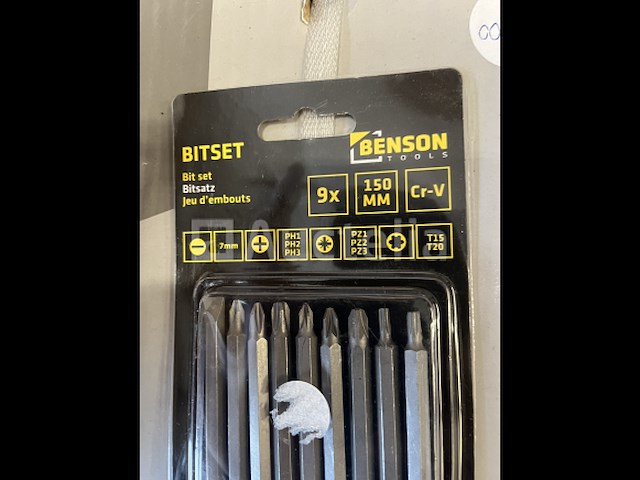 BITSET
BENSON
TOOLS
Bit set
Bitsatz
Jeu d'émbouts
9x
150
MM
Cr-V
7mm
PH1
PH2
PH3
PZ1
PZ2
PZ3
T15
T20